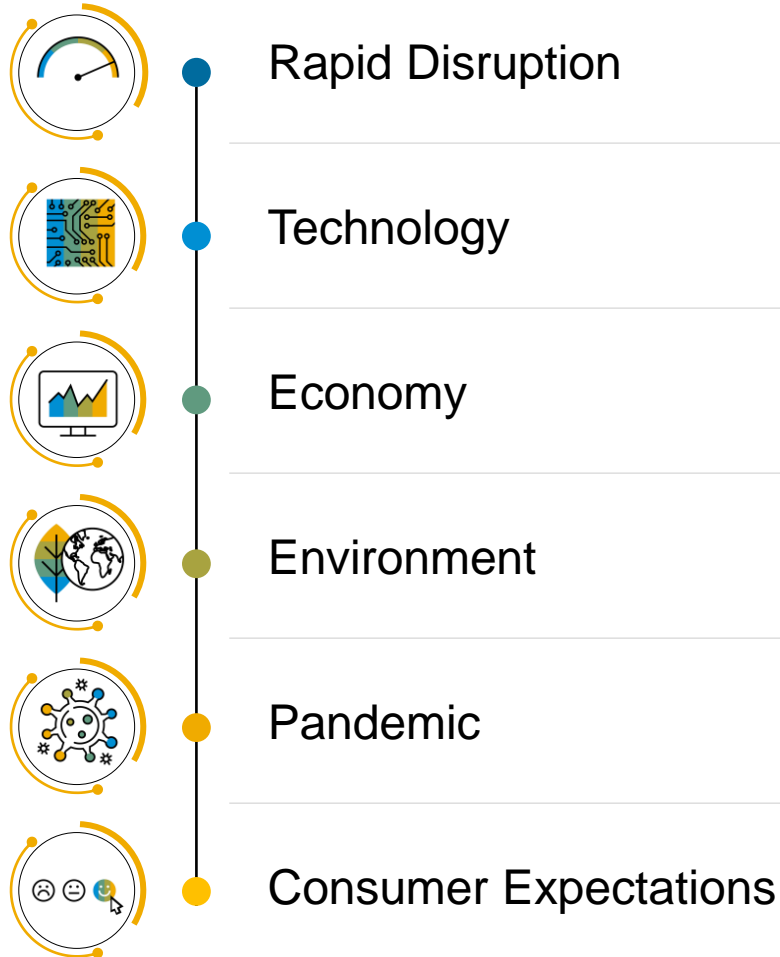 Rapid Disruption
Technology
Economy
Environment
Pandemic
Consumer Expectations